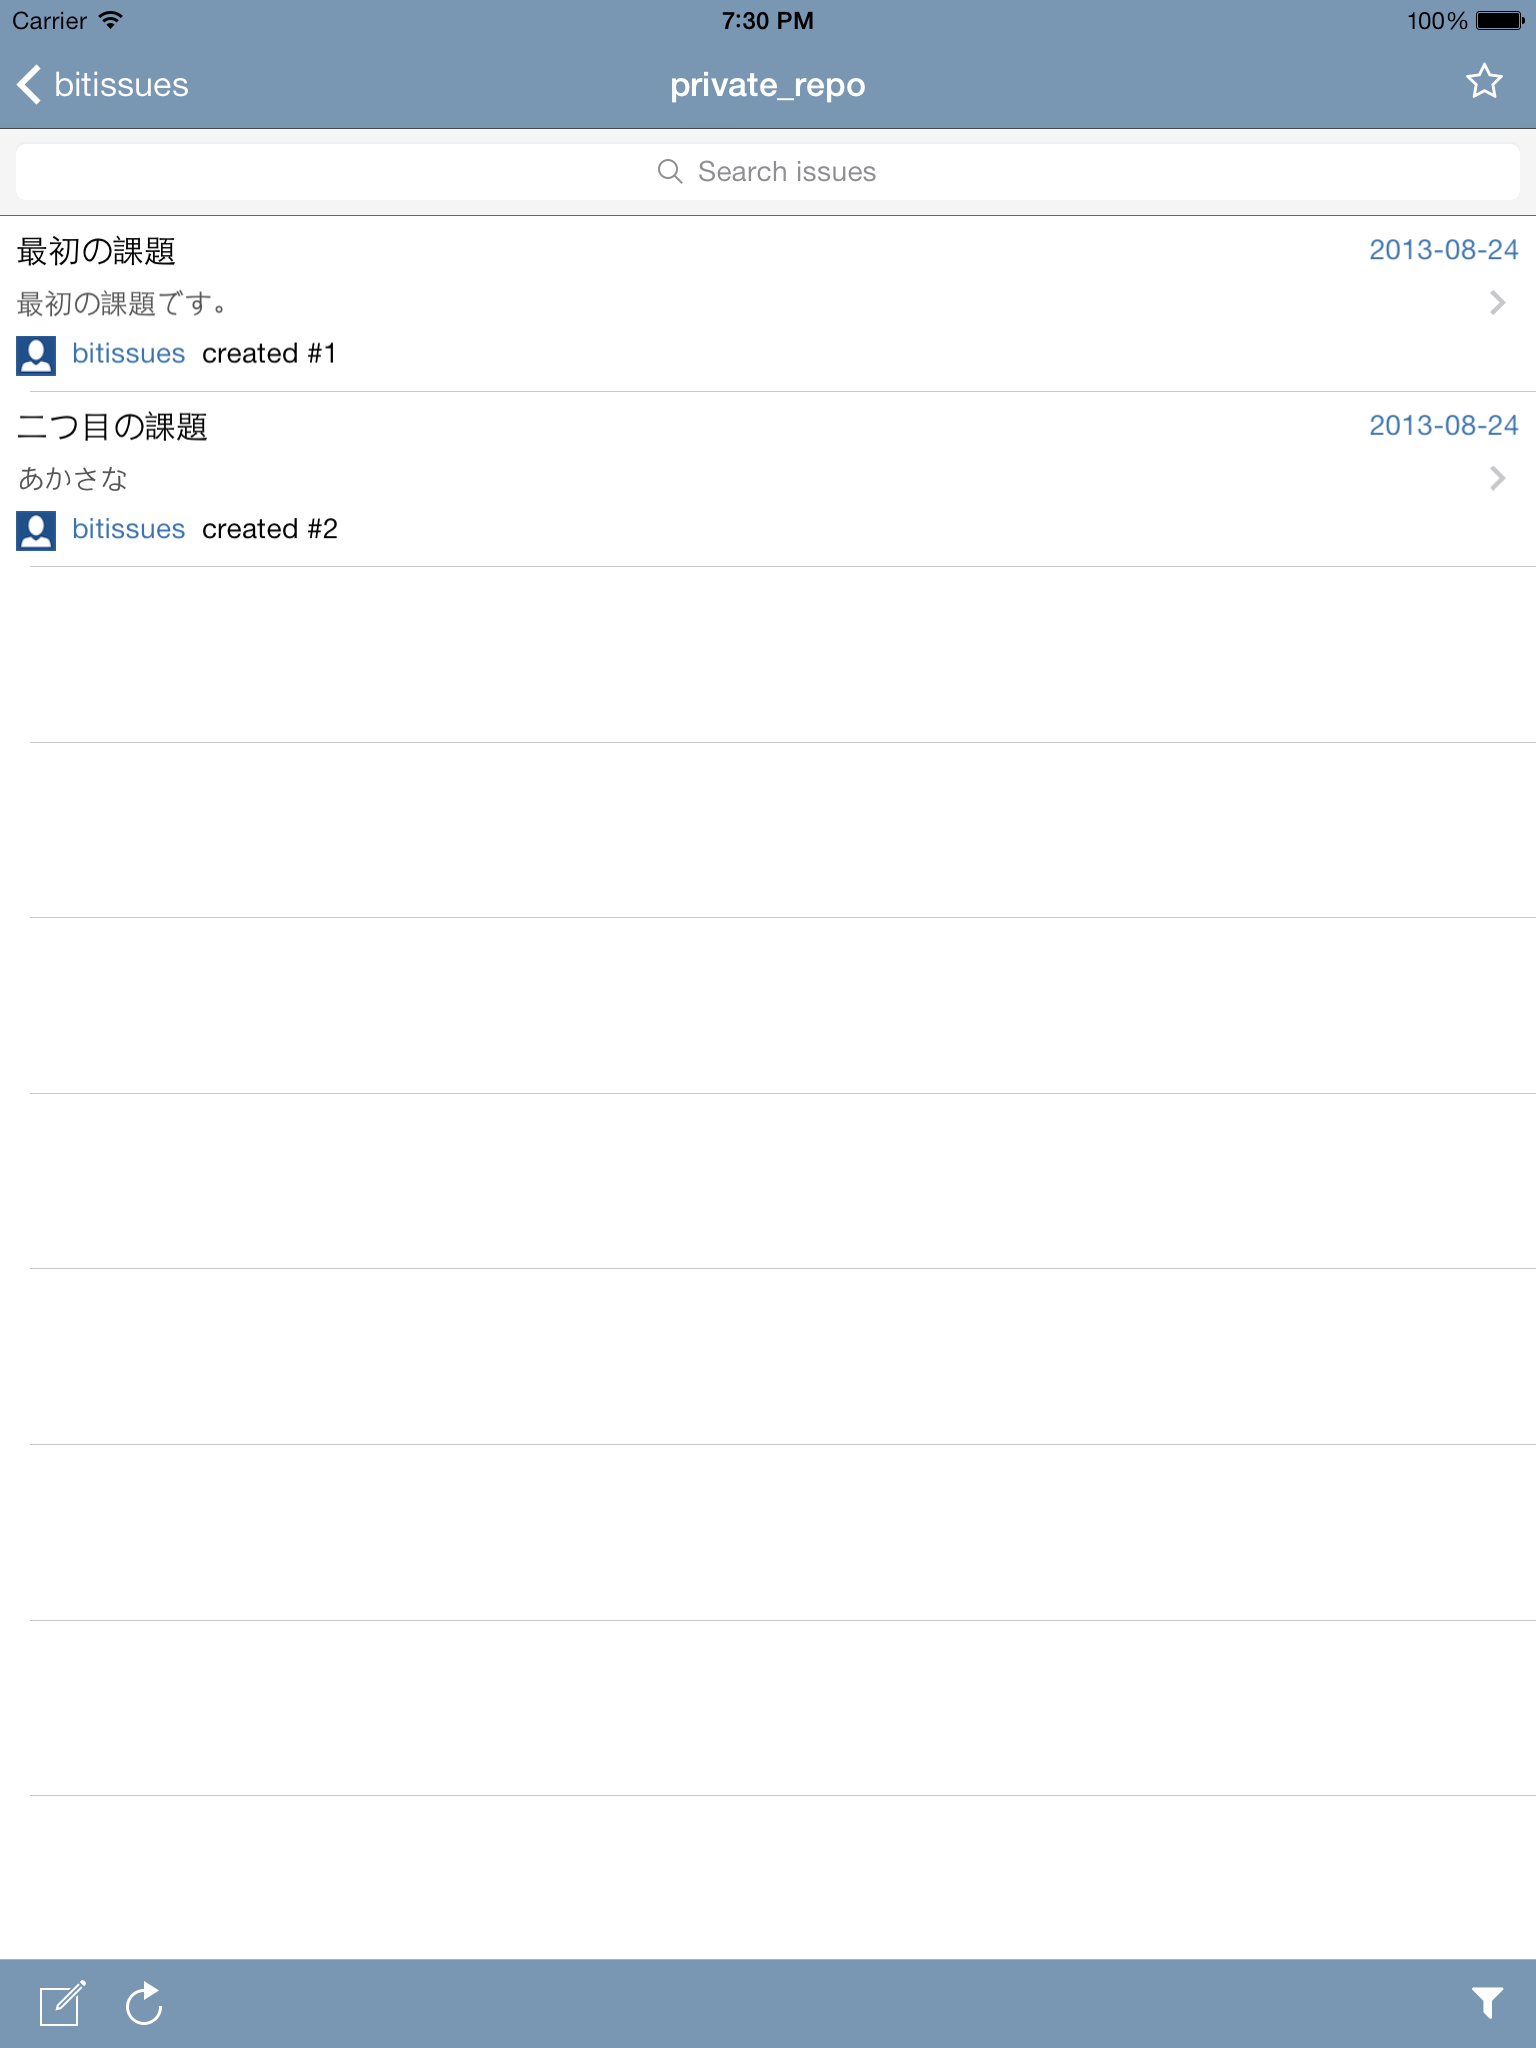 Carrier 7:30 PM 100%
bitissues private_repo
Search issues
最初の課題 2013-08-24
最初の課題です。
bitissues created #1
二つ目の課題 2013-08-24
あかさな
bitissues created #2